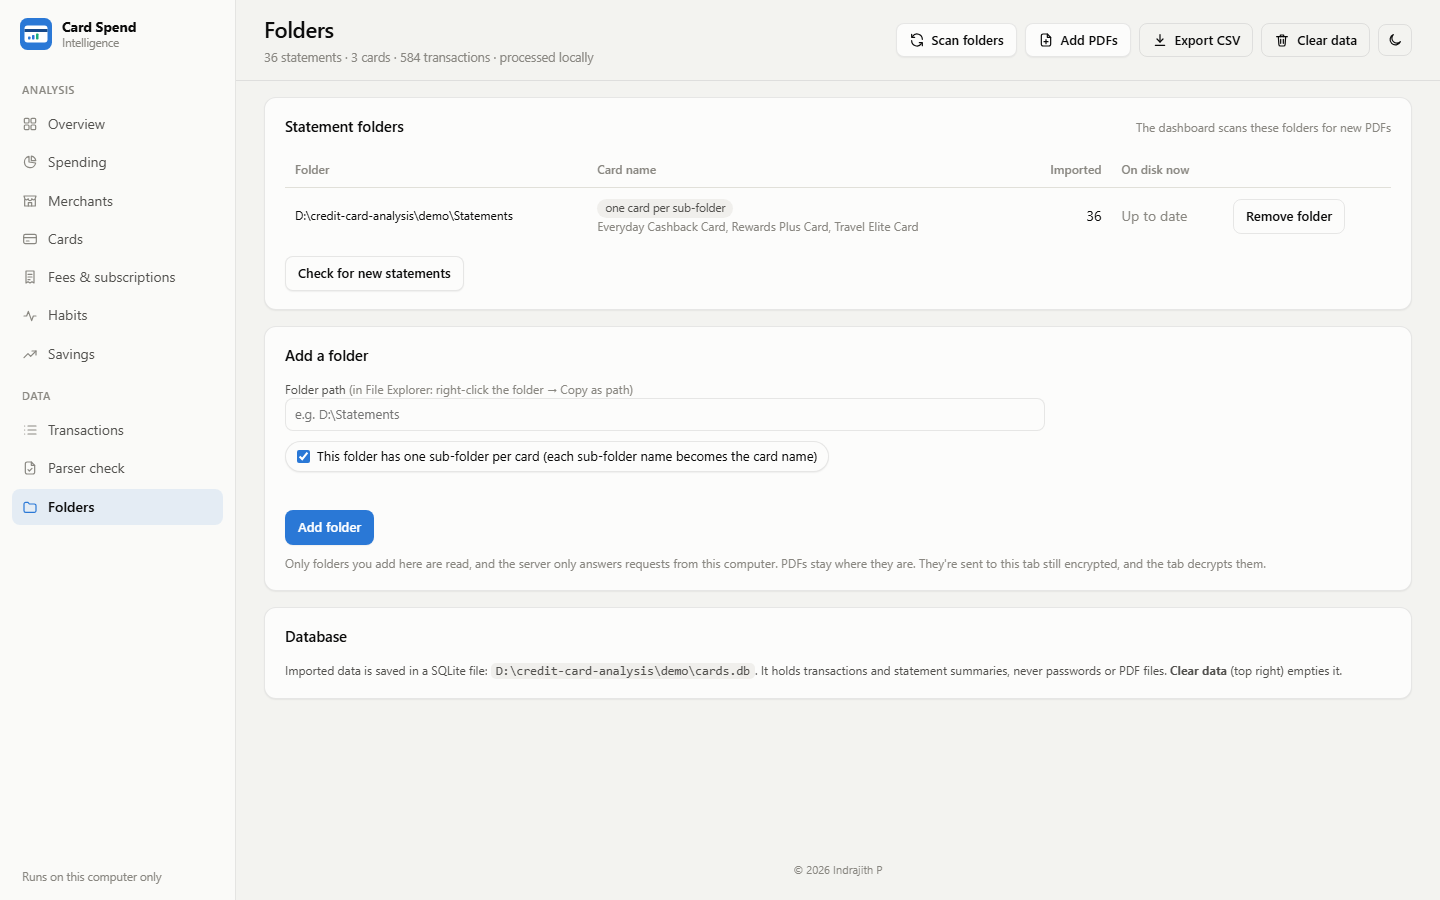 Card Spend
Intelligence
ANALYSIS
Overview
Spending
Merchants
Cards
Fees & subscriptions
Habits
Savings
DATA
Transactions
Parser check
Folders
Runs on this computer only
Folders
36 statements · 3 cards · 584 transactions · processed locally
Scan folders
Add PDFs
Export CSV
Clear data
Statement folders
The dashboard scans these folders for new PDFs
Folder Card name Imported On disk now
D:\credit-card-analysis\demo\Statements
one card per sub-folder
Everyday Cashback Card, Rewards Plus Card, Travel Elite Card
36 Up to date
Remove folder
Check for new statements
Add a folder
Folder path (in File Explorer: right-click the folder → Copy as path)
e.g. D:\Statements
This folder has one sub-folder per card (each sub-folder name becomes the card name)
Add folder
Only folders you add here are read, and the server only answers requests from this computer. PDFs stay where they are. They're sent to this tab still encrypted, and the tab decrypts them.
Database
Imported data is saved in a SQLite file: D:\credit-card-analysis\demo\cards.db. It holds transactions and statement summaries, never passwords or PDF files. Clear data (top right) empties it.
© 2026 Indrajith P